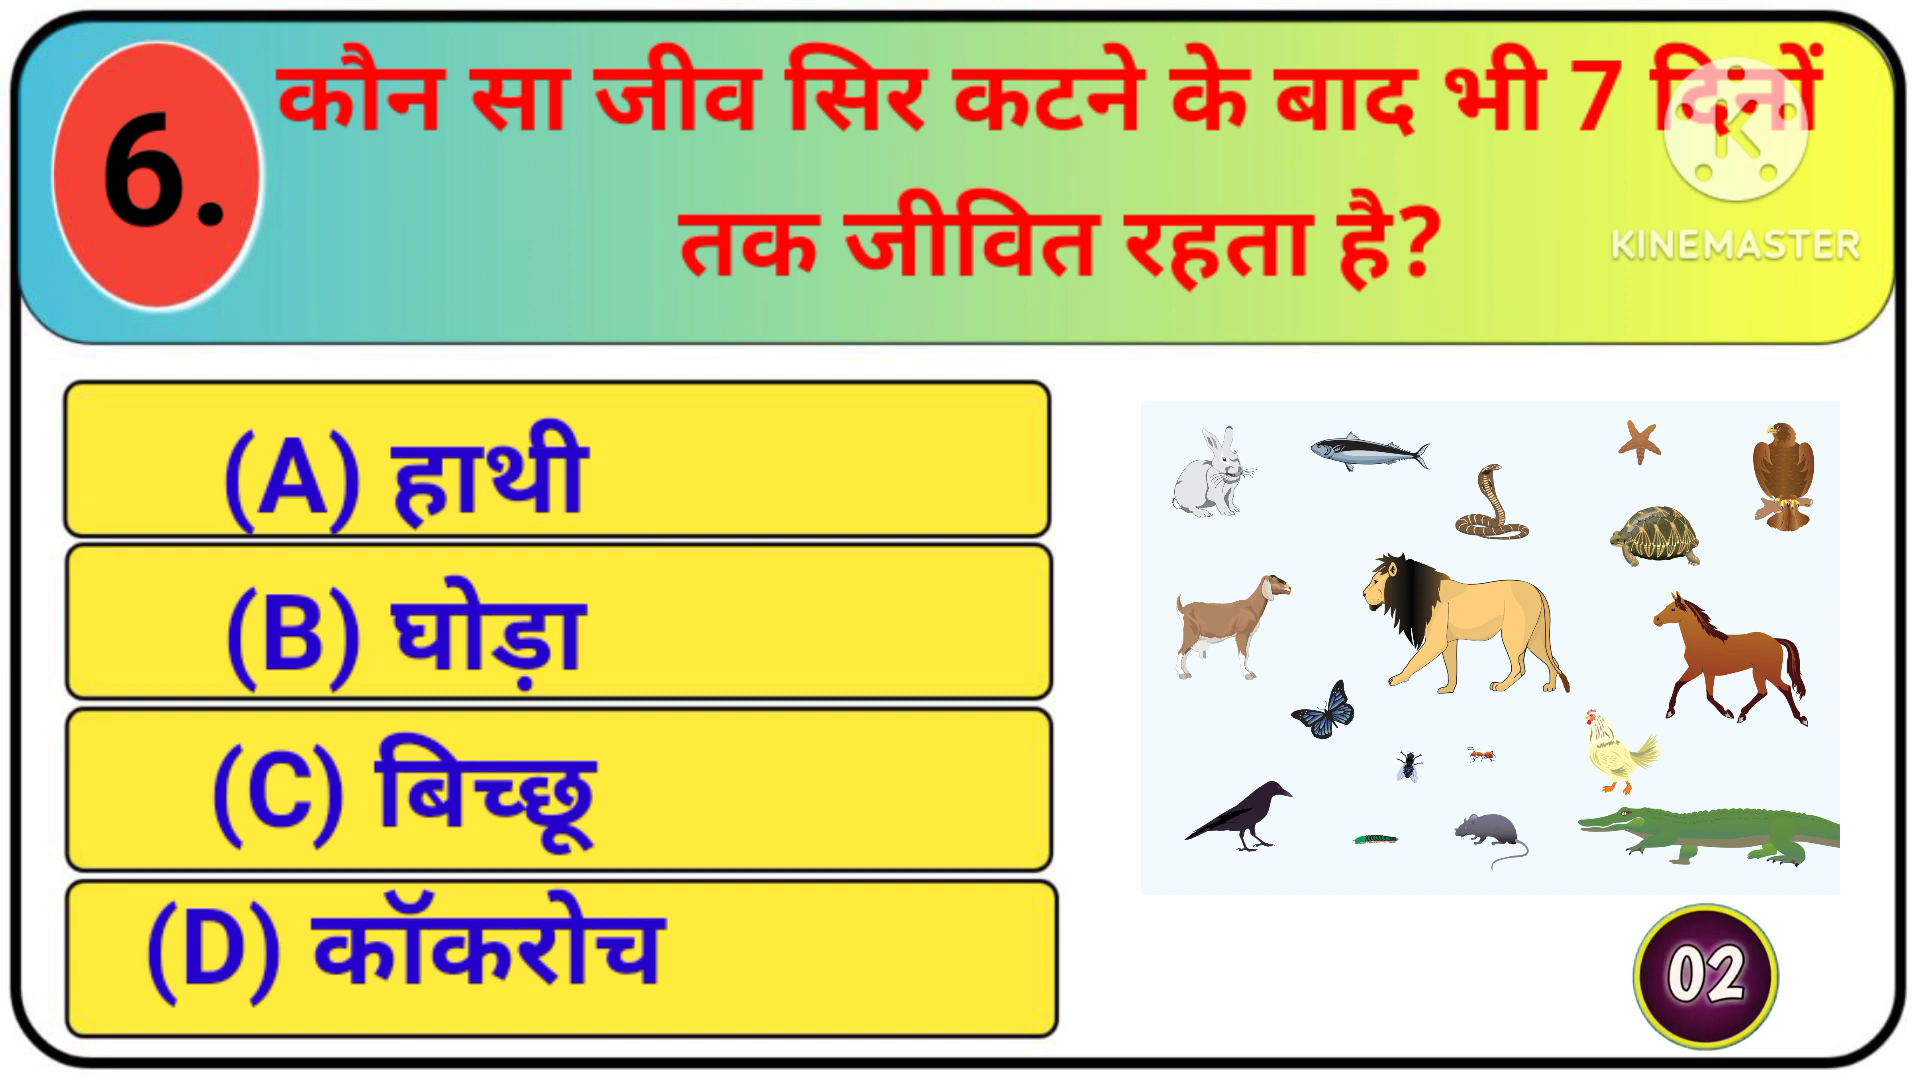 6.
कौन सा जीव सिर कटने के बाद भी 7 दिनों
तक जीवित रहता है?
KINEMASTER
(A) हाथी
(B) घोड़ा
(C) बिच्छू
(D) कॉकरोच
02